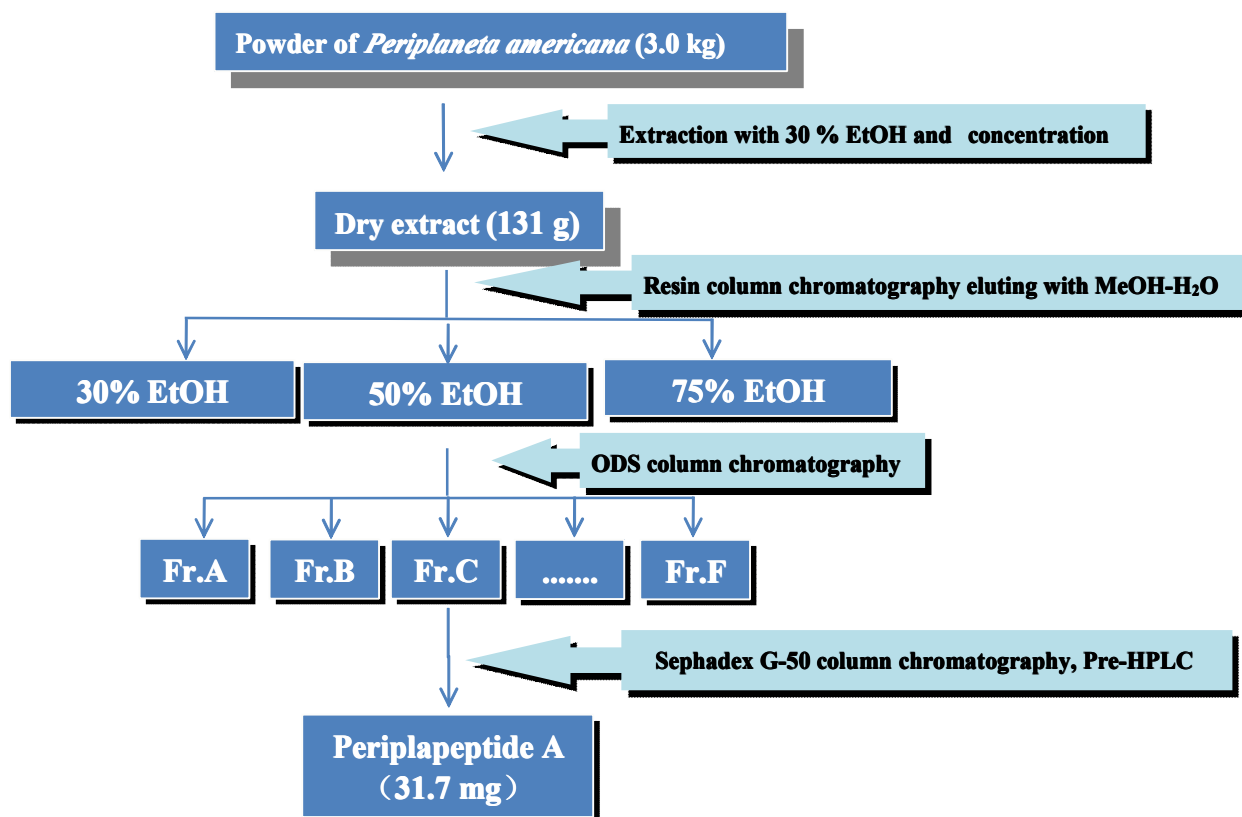 Powder of Periplaneta americana (3.0 kg)
Extraction with 30 % EtOH and concentration
Dry extract (131 g)
Resin column chromatography eluting with MeOH-H₂O
30% EtOH
50% EtOH
75% EtOH
ODS column chromatography
Fr.A
Fr.B
Fr.C
.......
Fr.F
Sephadex G-50 column chromatography, Pre-HPLC
Periplapeptide A
（31.7 mg）